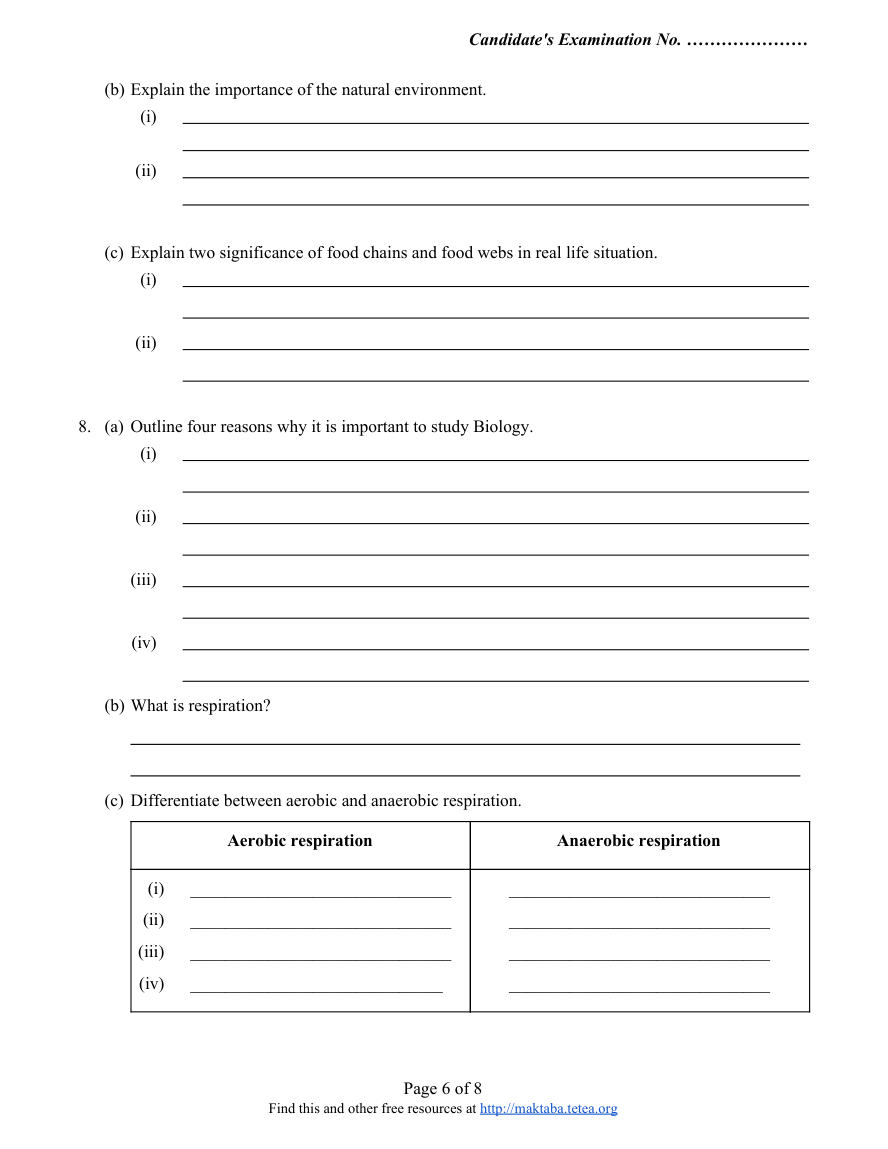 Candidate's Examination No. …………………
(b) Explain the importance of the natural environment.
(i)
(ii)
(c) Explain two significance of food chains and food webs in real life situation.
(i)
(ii)
8. (a) Outline four reasons why it is important to study Biology.
(i)
(ii)
(iii)
(iv)
(b) What is respiration?
(c) Differentiate between aerobic and anaerobic respiration.
Aerobic respiration Anaerobic respiration
(i)
(ii)
(iii)
(iv)
Page 6 of 8
Find this and other free resources at http://maktaba.tetea.org